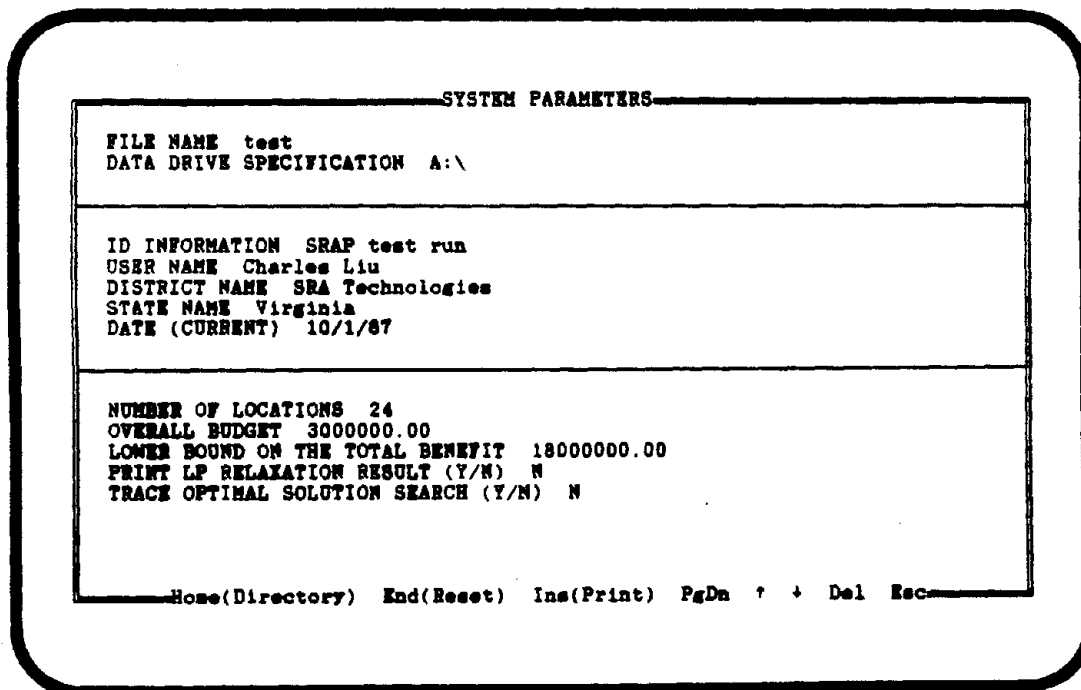 SYSTEM PARAMETERS
FILE NAME test
DATA DRIVE SPECIFICATION A:\
ID INFORMATION SRAP test run
USER NAME Charles Liu
DISTRICT NAME SRA Technologies
STATE NAME Virginia
DATE (CURRENT) 10/1/87
NUMBER OF LOCATIONS 24
OVERALL BUDGET 3000000.00
LOWER BOUND ON THE TOTAL BENEFIT 18000000.00
PRINT LP RELAXATION RESULT (Y/N) N
TRACE OPTIMAL SOLUTION SEARCH (Y/N) N
Home(Directory) End(Reset) Ins(Print) PgDn ↑ ↓ Del Esc